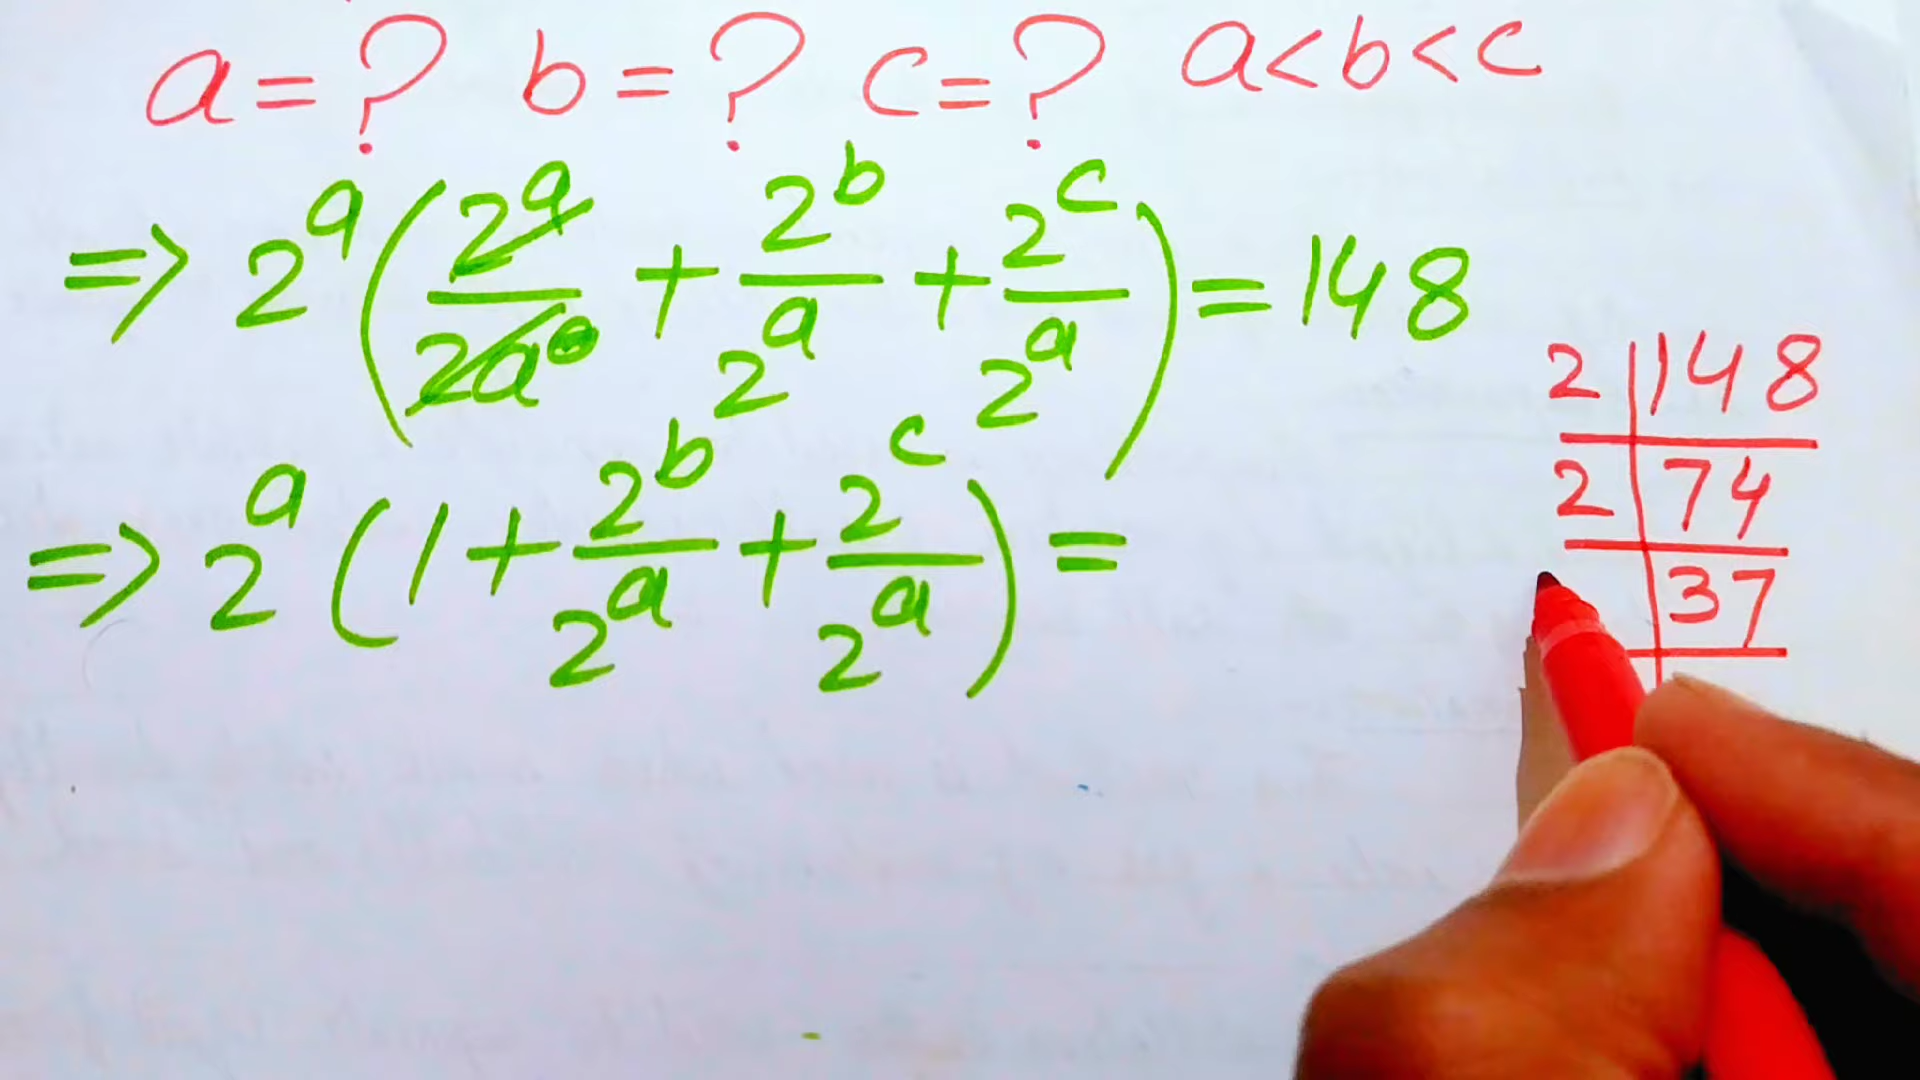 a = ? b = ? c = ? a < b < c
⇒ 2^a (2^a/2^a + 2^b/2^a + 2^c/2^a) = 148
⇒ 2^a (1 + 2^b/2^a + 2^c/2^a) =
2 | 148
2 | 74
37